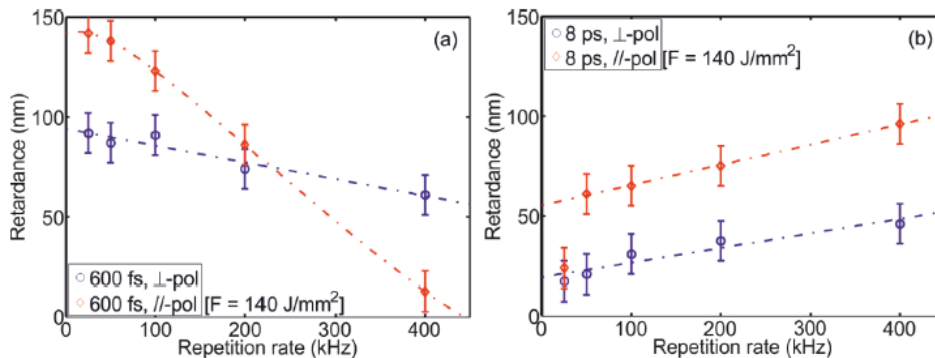 150
100
50
0
Retardance (nm)
(a)
600 fs, ⊥-pol
600 fs, //-pol [F = 140 J/mm²]
0 100 200 300 400
Repetition rate (kHz)
150
100
50
0
Retardance (nm)
8 ps, ⊥-pol
8 ps, //-pol [F = 140 J/mm²]
(b)
0 100 200 300 400
Repetition rate (kHz)